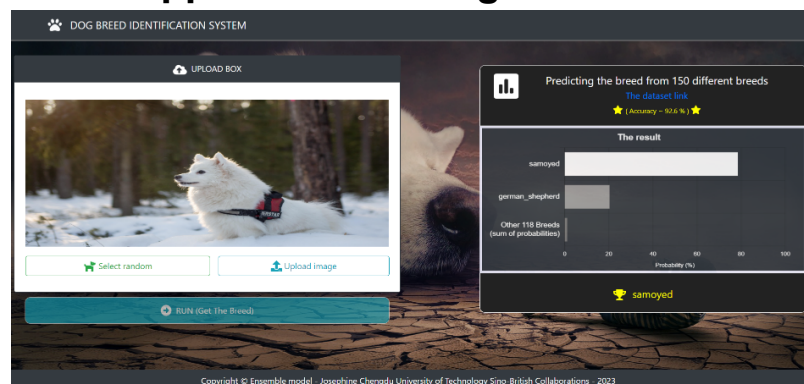 DOG BREED IDENTIFICATION SYSTEM
UPLOAD BOX
Select random
Upload image
RUN (Get The Breed)
Predicting the breed from 150 different breeds
The dataset link
( Accuracy ~ 92.6 % )
The result
samoyed
german_shepherd
Other 118 Breeds
(sum of probabilities)
0 20 40 60 80 100
Probability (%)
samoyed
Copyright © Ensemble model - Josephine Chengdu University of Technology Sino-British Collaborations - 2023